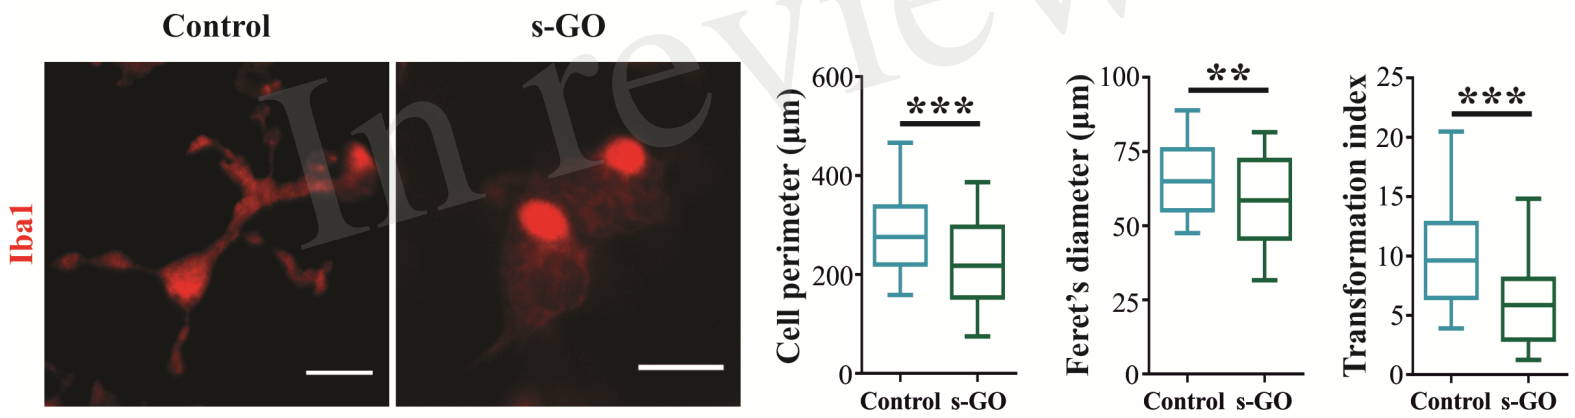 Control
s-GO
Iba1
In review
Cell perimeter (µm)
600
400
200
0
***
Control s-GO
Feret's diameter (µm)
100
75
50
25
0
**
Control s-GO
Transformation index
25
20
15
10
5
0
***
Control s-GO